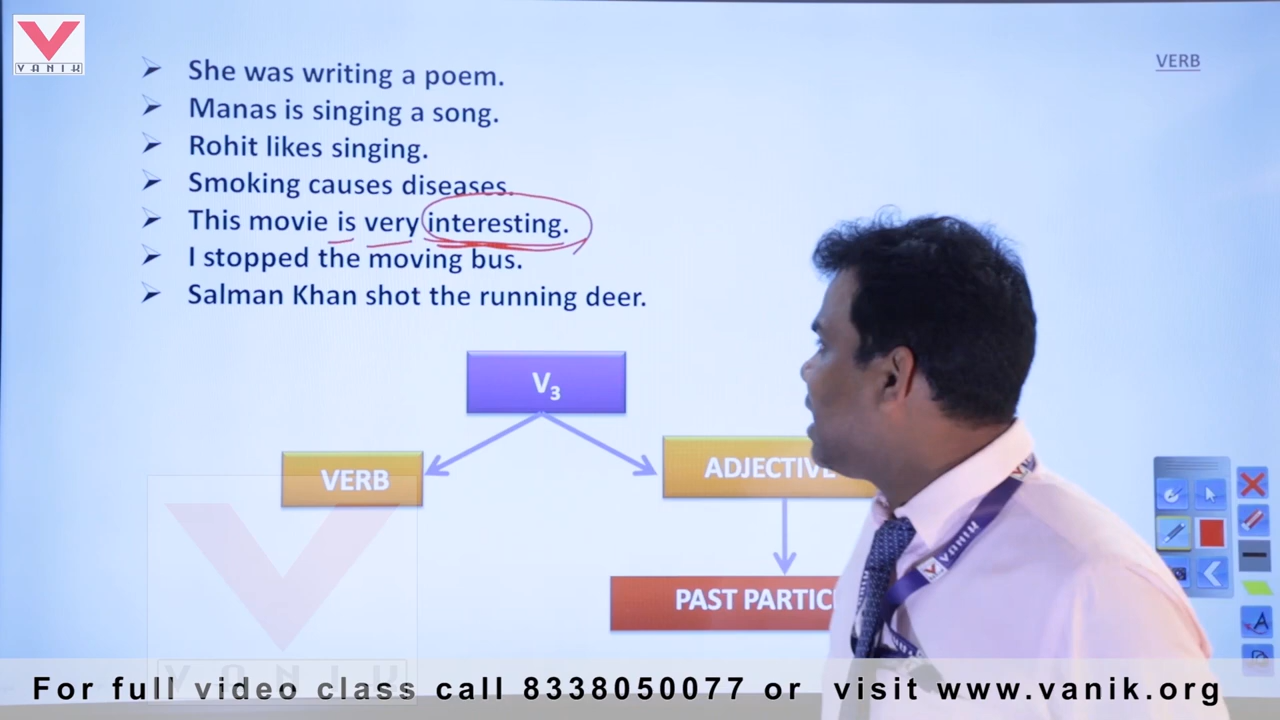 VANIK
VERB
She was writing a poem.
Manas is singing a song.
Rohit likes singing.
Smoking causes diseases.
This movie is very interesting.
I stopped the moving bus.
Salman Khan shot the running deer.
V₃
VERB
ADJECTIVE
PAST PARTIC
VANIK
VANIK
For full video class call 8338050077 or visit www.vanik.org